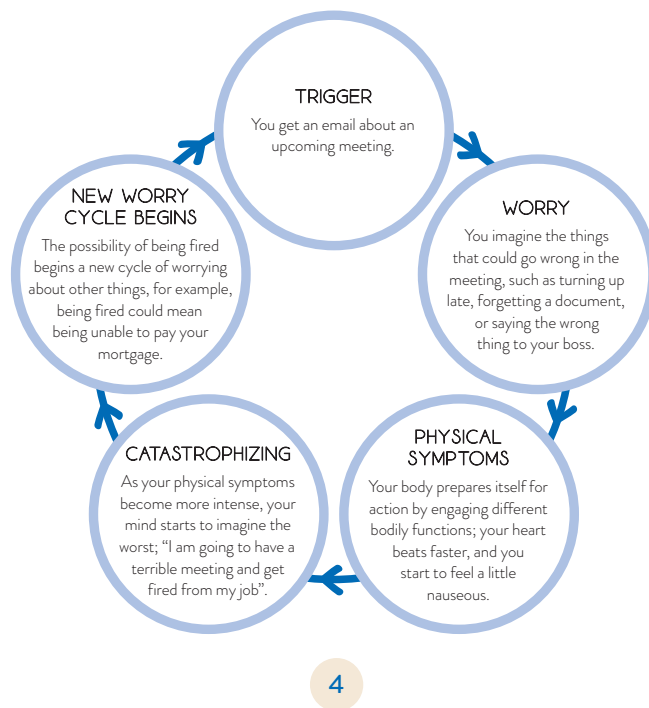 TRIGGER
You get an email about an
upcoming meeting.
WORRY
You imagine the things
that could go wrong in the
meeting, such as turning up
late, forgetting a document,
or saying the wrong
thing to your boss.
PHYSICAL
SYMPTOMS
Your body prepares itself for
action by engaging different
bodily functions; your heart
beats faster, and you
start to feel a little
nauseous.
CATASTROPHIZING
As your physical symptoms
become more intense, your
mind starts to imagine the
worst; “I am going to have a
terrible meeting and get
fired from my job”.
NEW WORRY
CYCLE BEGINS
The possibility of being fired
begins a new cycle of worrying
about other things, for example,
being fired could mean
being unable to pay your
mortgage.
4